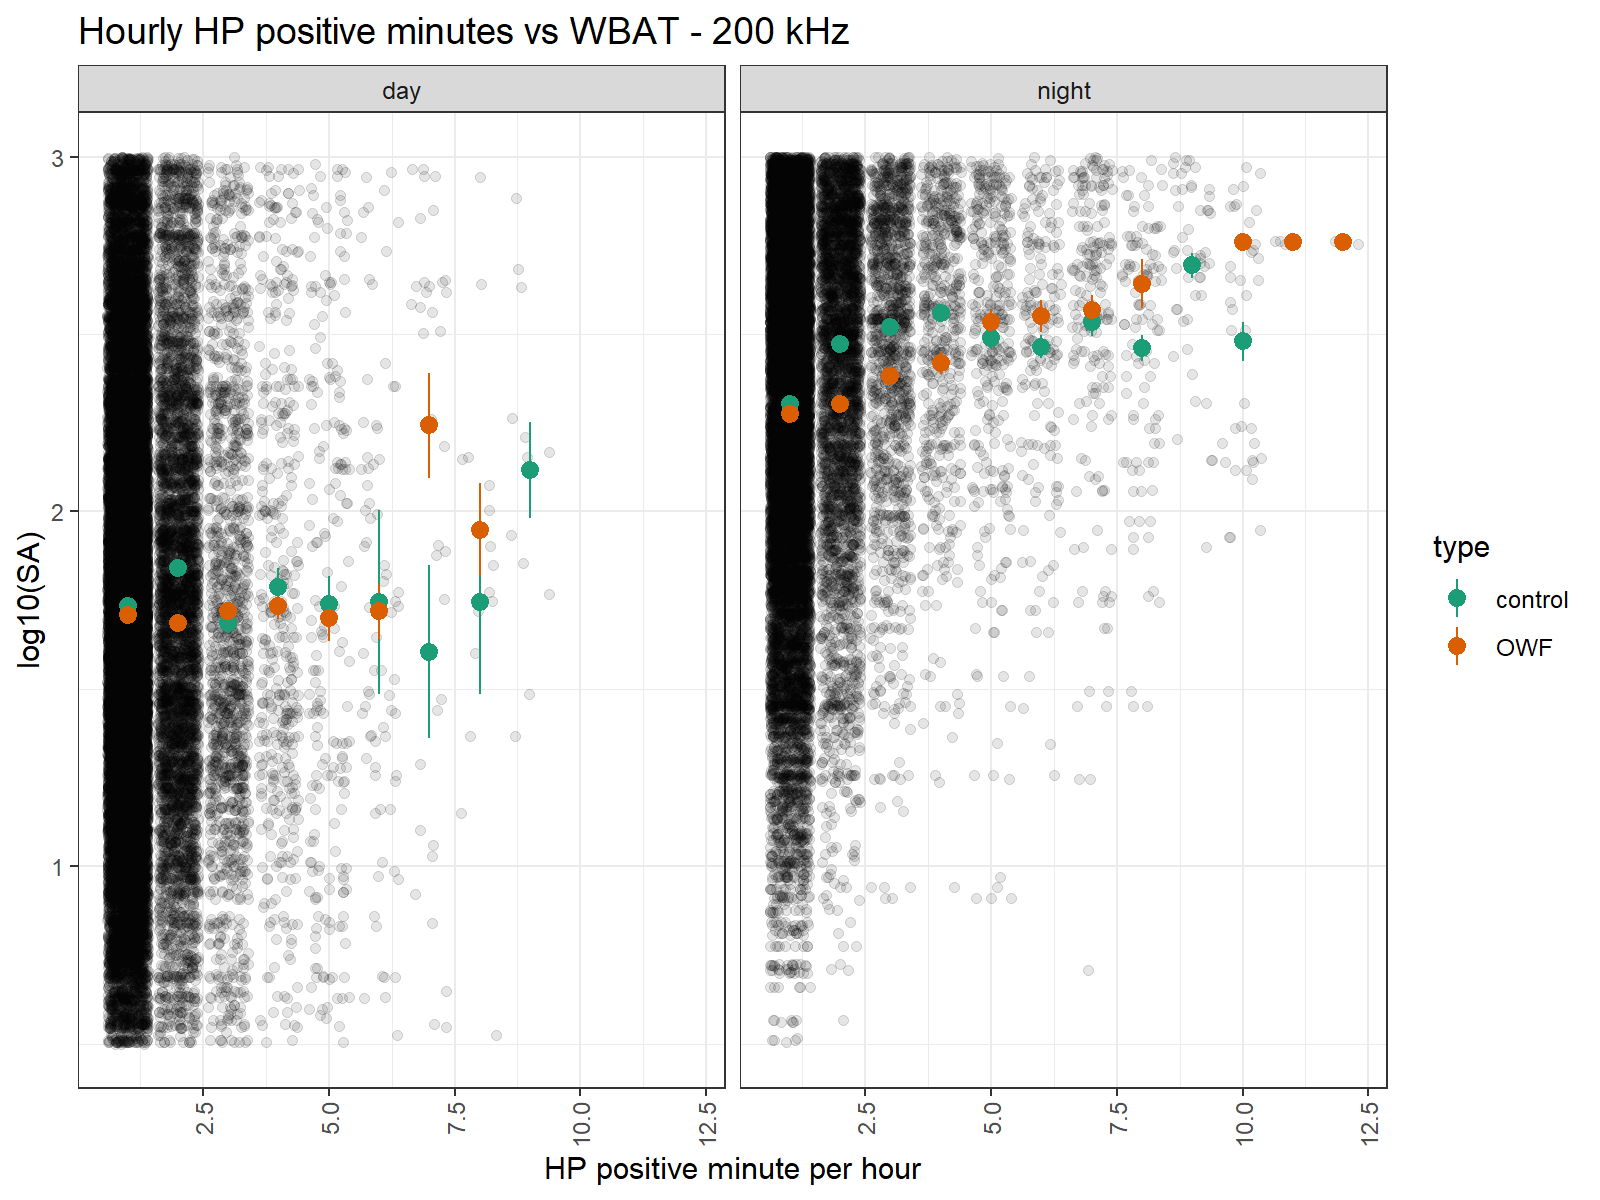 Hourly HP positive minutes vs WBAT - 200 kHz
day
night
3
2
1
log10(SA)
2.5
5.0
7.5
10.0
12.5
2.5
5.0
7.5
10.0
12.5
HP positive minute per hour
type
control
OWF